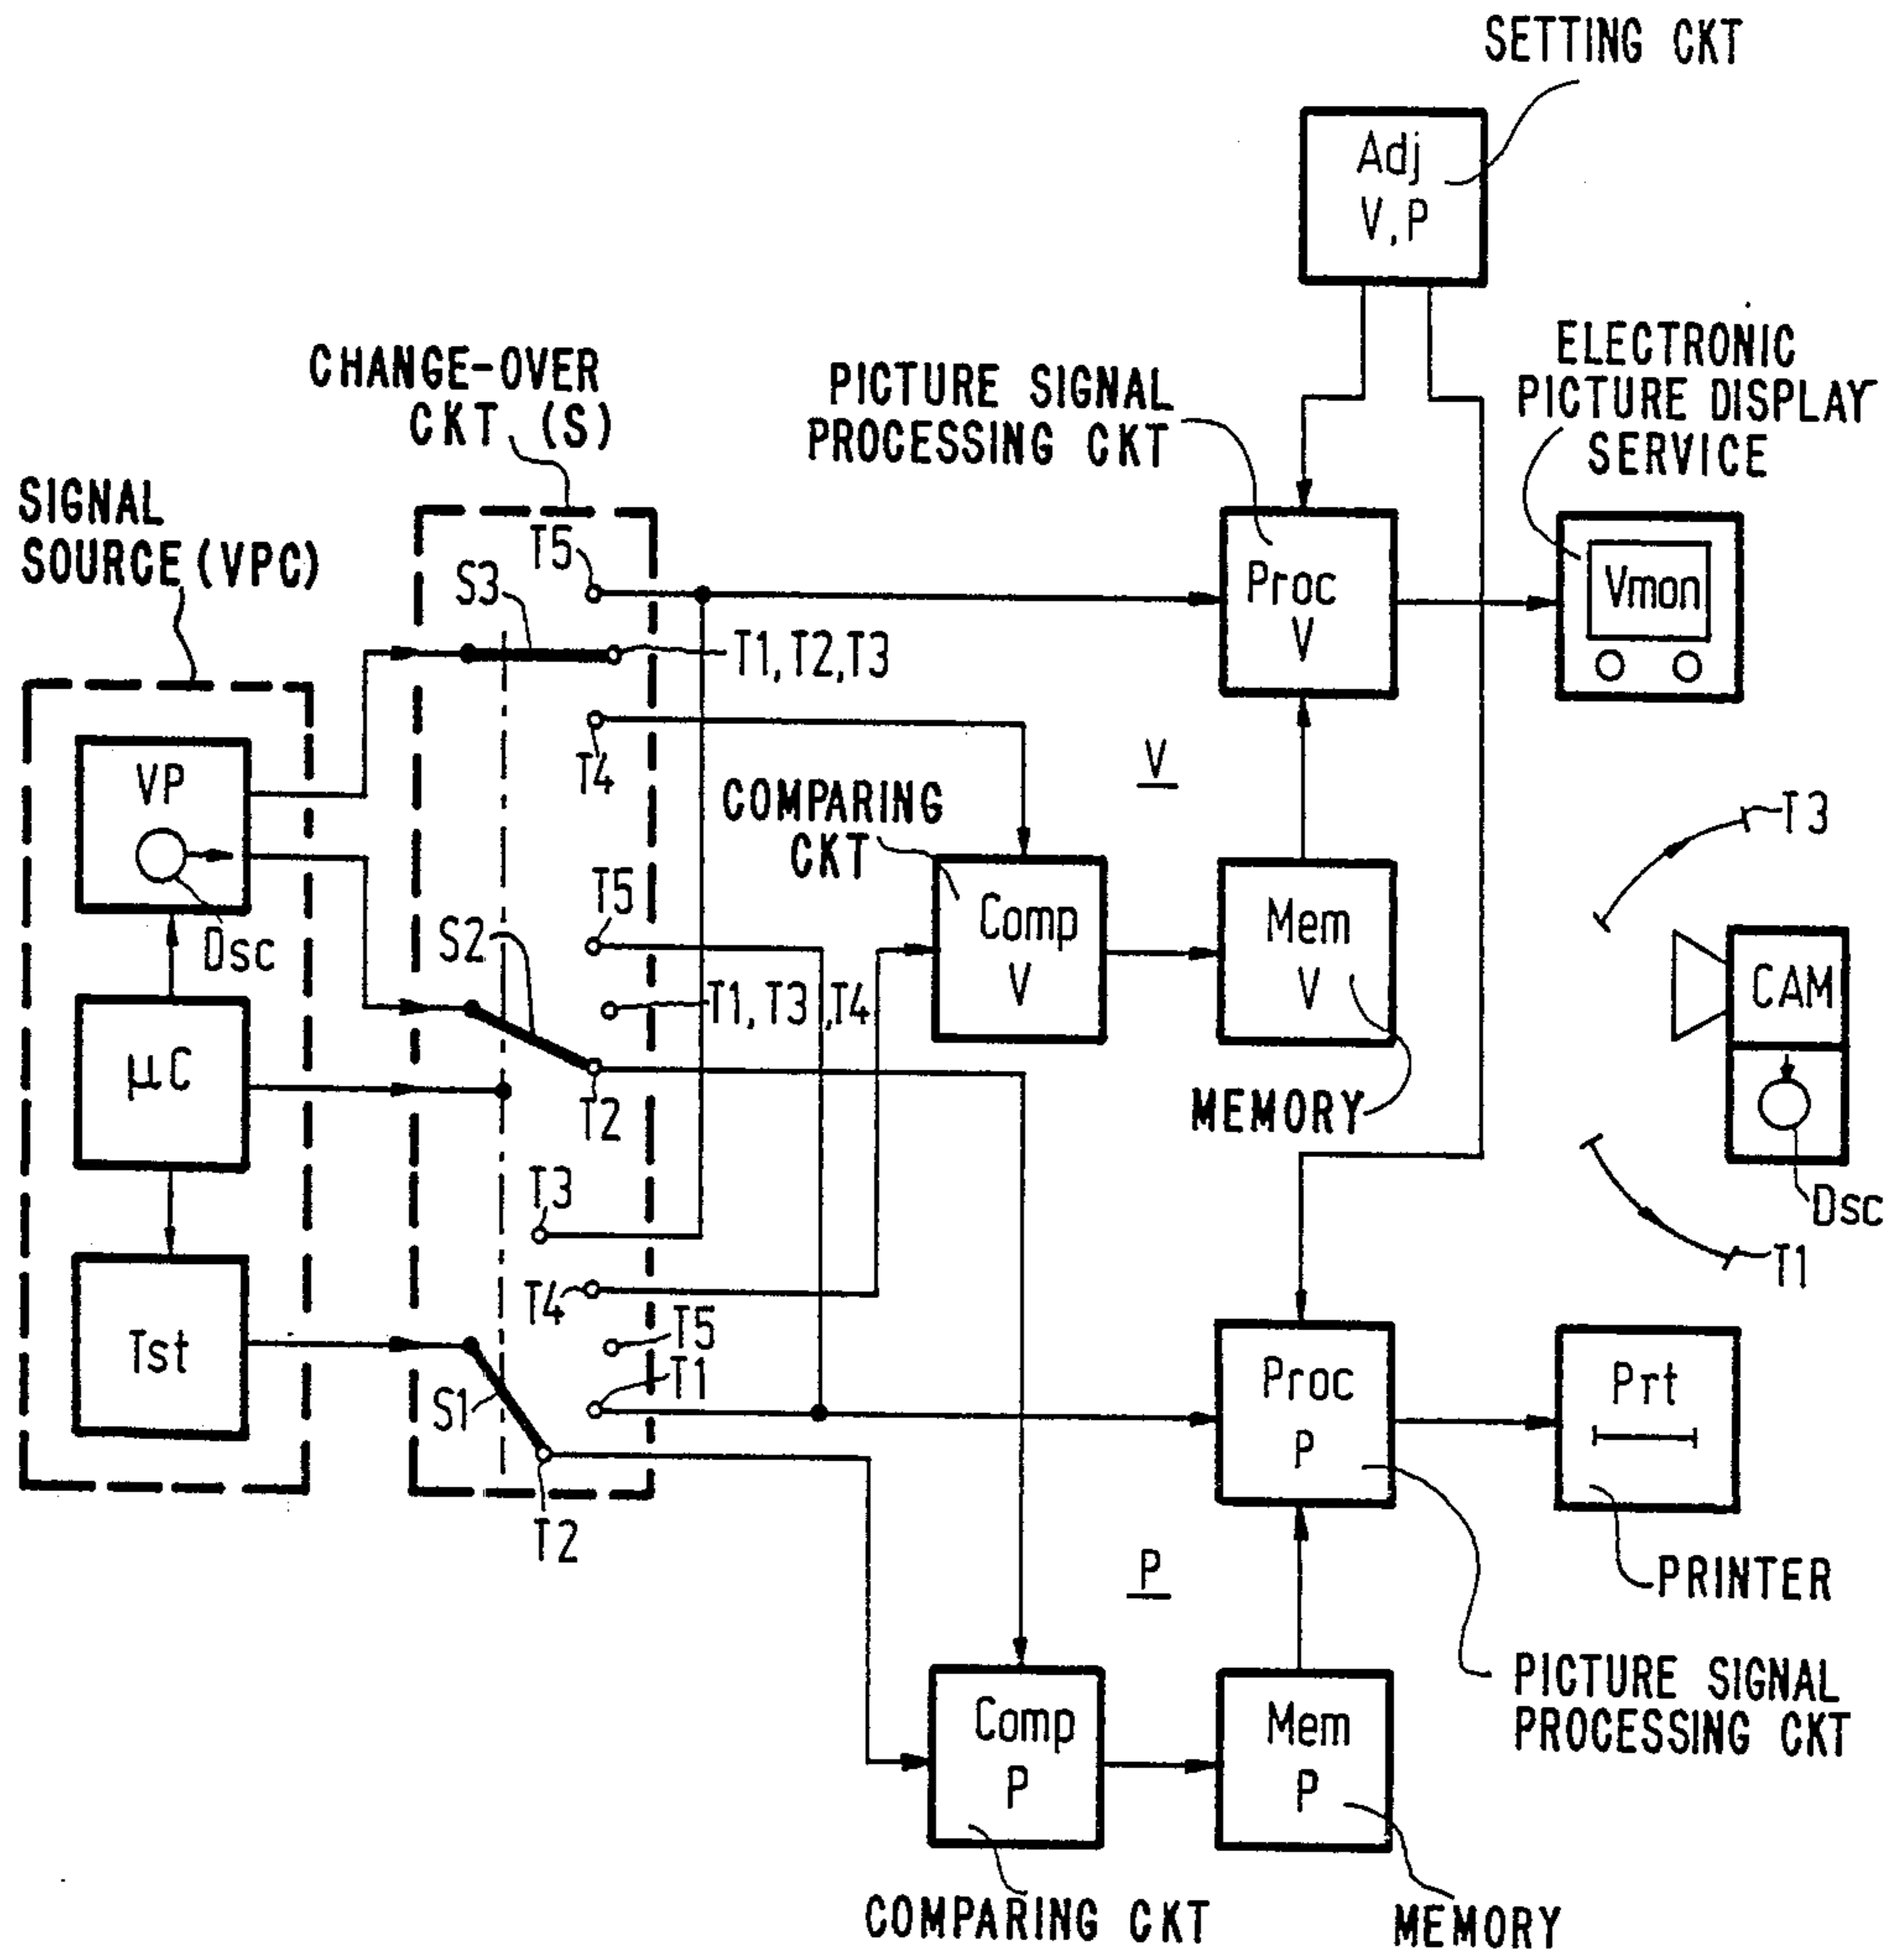 SETTING CKT
Adj
V,P
ELECTRONIC
PICTURE DISPLAY
SERVICE
CHANGE-OVER
CKT (S)
PICTURE SIGNAL
PROCESSING CKT
SIGNAL
SOURCE (VPC)
T5
S3
T1, T2, T3
T4
Proc
V
Vmon
VP
Dsc
V
COMPARING
CKT
T3
T5
S2
T1, T3, T4
T2
Comp
V
Mem
V
CAM
Dsc
µC
MEMORY
T3
T4
T5
T1
T1
Tst
S1
T2
Proc
P
Prt
PRINTER
P
PICTURE SIGNAL
PROCESSING CKT
Comp
P
Mem
P
COMPARING CKT
MEMORY